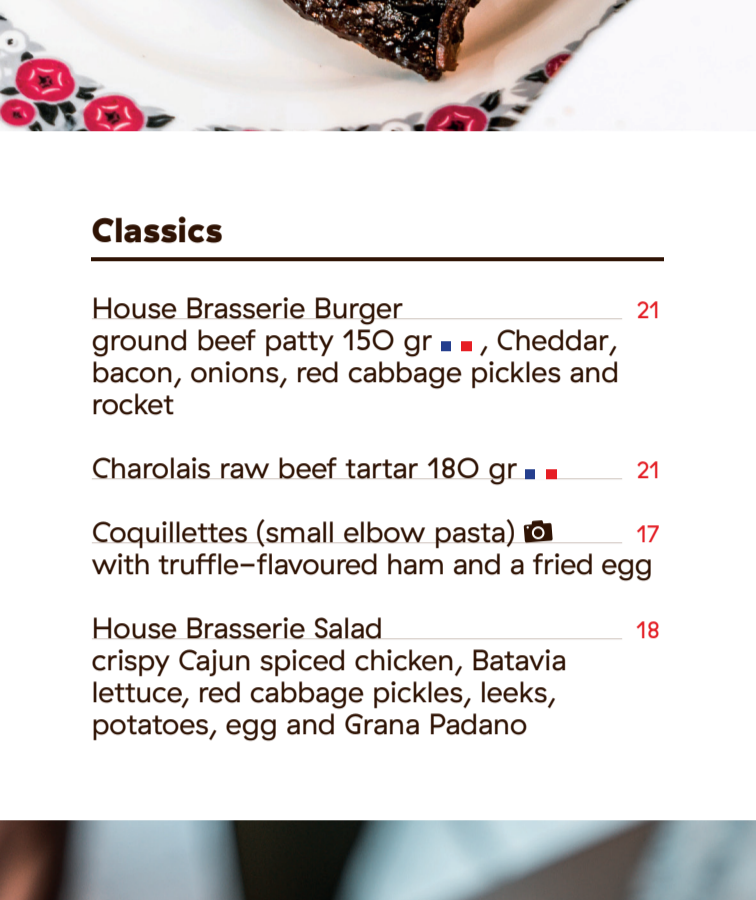 Classics
House Brasserie Burger 21
ground beef patty 150 gr , Cheddar,
bacon, onions, red cabbage pickles and
rocket
Charolais raw beef tartar 180 gr 21
Coquillettes (small elbow pasta) 17
with truffle–flavoured ham and a fried egg
House Brasserie Salad 18
crispy Cajun spiced chicken, Batavia
lettuce, red cabbage pickles, leeks,
potatoes, egg and Grana Padano